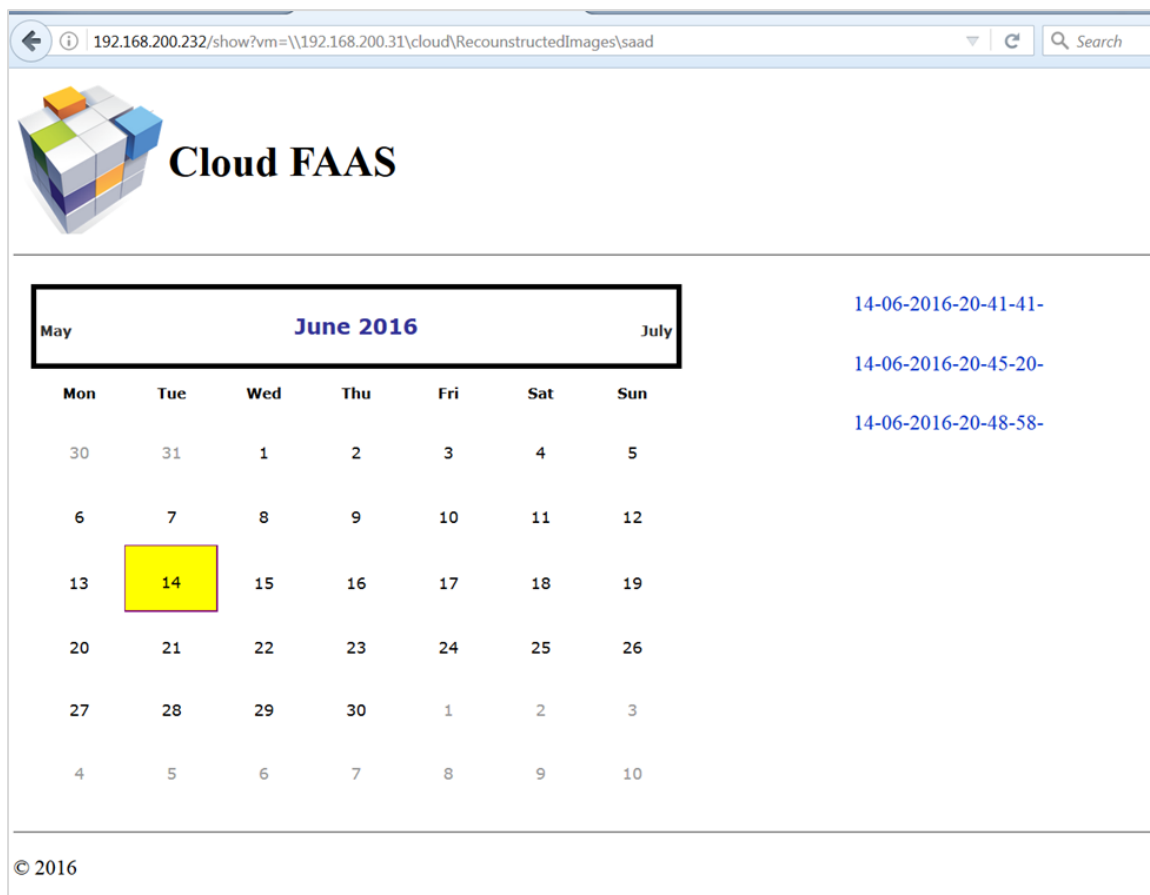 192.168.200.232/show?vm=\\192.168.200.31\cloud\RecounstructedImages\saad
Search
Cloud FAAS
May June 2016 July
Mon Tue Wed Thu Fri Sat Sun
30 31 1 2 3 4 5
6 7 8 9 10 11 12
13 14 15 16 17 18 19
20 21 22 23 24 25 26
27 28 29 30 1 2 3
4 5 6 7 8 9 10
14-06-2016-20-41-41-
14-06-2016-20-45-20-
14-06-2016-20-48-58-
© 2016